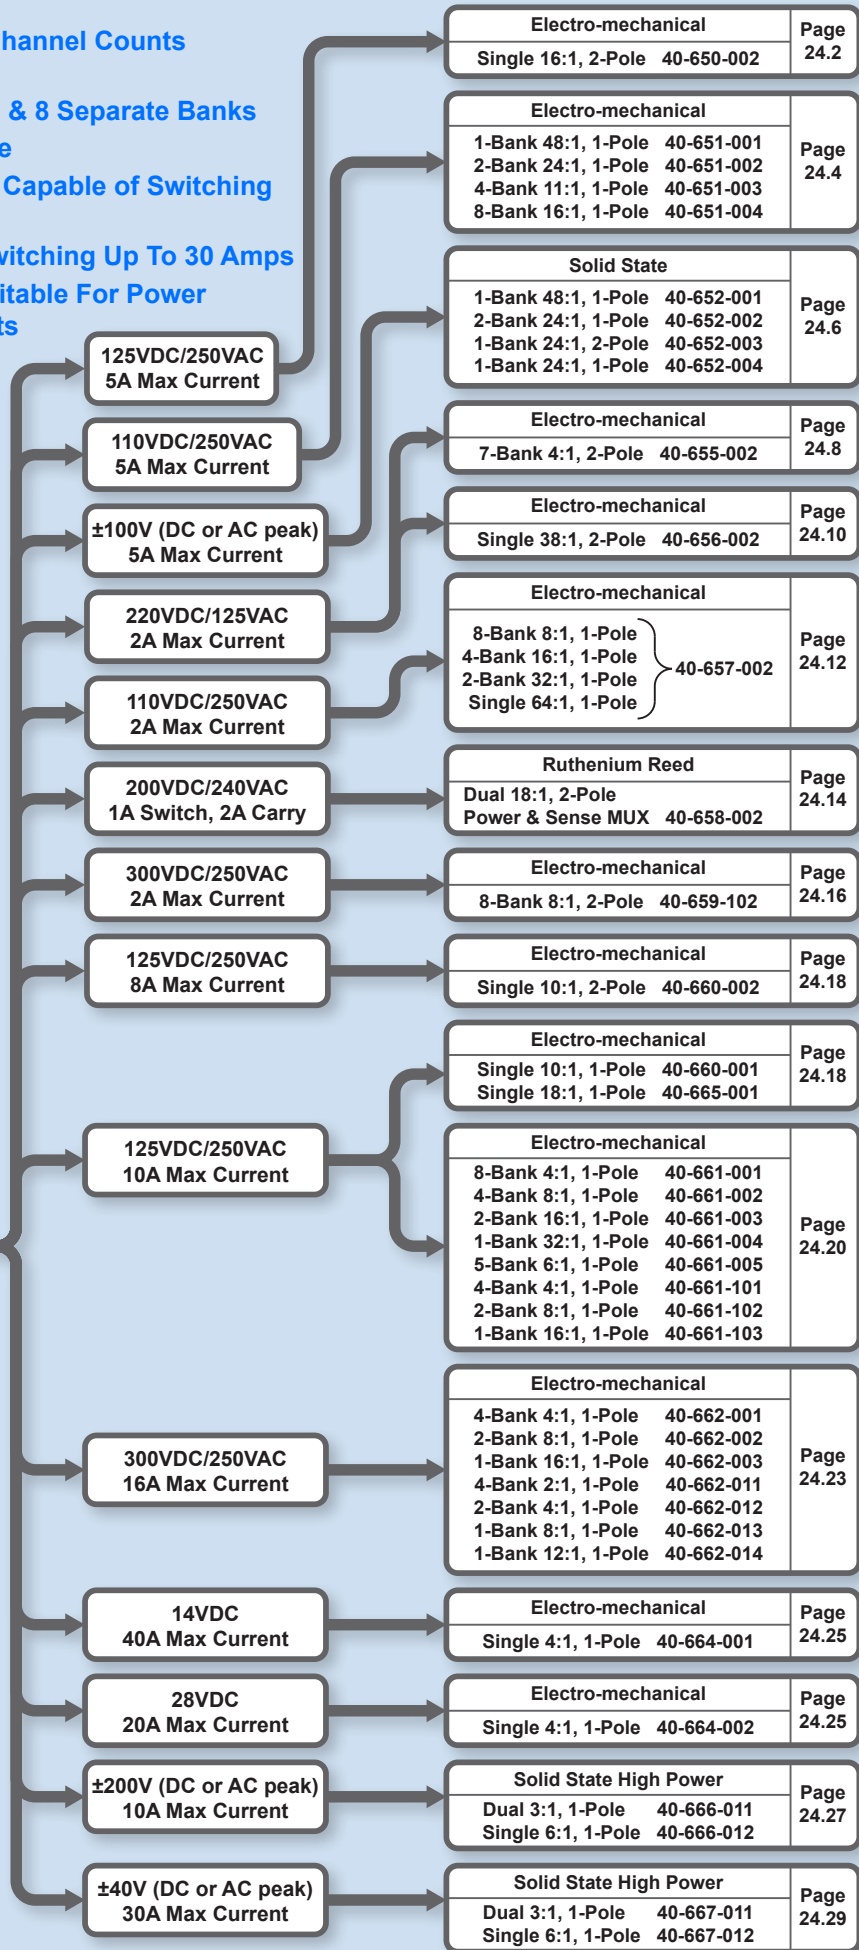 hannel Counts
& 8 Separate Banks
e
Capable of Switching
witching Up To 30 Amps
itable For Power
ts
125VDC/250VAC
5A Max Current
110VDC/250VAC
5A Max Current
±100V (DC or AC peak)
5A Max Current
220VDC/125VAC
2A Max Current
110VDC/250VAC
2A Max Current
200VDC/240VAC
1A Switch, 2A Carry
300VDC/250VAC
2A Max Current
125VDC/250VAC
8A Max Current
125VDC/250VAC
10A Max Current
300VDC/250VAC
16A Max Current
14VDC
40A Max Current
28VDC
20A Max Current
±200V (DC or AC peak)
10A Max Current
±40V (DC or AC peak)
30A Max Current
Electro-mechanical
Single 16:1, 2-Pole 40-650-002
Page
24.2
Electro-mechanical
1-Bank 48:1, 1-Pole 40-651-001
2-Bank 24:1, 1-Pole 40-651-002
4-Bank 11:1, 1-Pole 40-651-003
8-Bank 16:1, 1-Pole 40-651-004
Page
24.4
Solid State
1-Bank 48:1, 1-Pole 40-652-001
2-Bank 24:1, 1-Pole 40-652-002
1-Bank 24:1, 2-Pole 40-652-003
1-Bank 24:1, 1-Pole 40-652-004
Page
24.6
Electro-mechanical
7-Bank 4:1, 2-Pole 40-655-002
Page
24.8
Electro-mechanical
Single 38:1, 2-Pole 40-656-002
Page
24.10
Electro-mechanical
8-Bank 8:1, 1-Pole
4-Bank 16:1, 1-Pole
2-Bank 32:1, 1-Pole
Single 64:1, 1-Pole
40-657-002
Page
24.12
Ruthenium Reed
Dual 18:1, 2-Pole
Power & Sense MUX 40-658-002
Page
24.14
Electro-mechanical
8-Bank 8:1, 2-Pole 40-659-102
Page
24.16
Electro-mechanical
Single 10:1, 2-Pole 40-660-002
Page
24.18
Electro-mechanical
Single 10:1, 1-Pole 40-660-001
Single 18:1, 1-Pole 40-665-001
Page
24.18
Electro-mechanical
8-Bank 4:1, 1-Pole 40-661-001
4-Bank 8:1, 1-Pole 40-661-002
2-Bank 16:1, 1-Pole 40-661-003
1-Bank 32:1, 1-Pole 40-661-004
5-Bank 6:1, 1-Pole 40-661-005
4-Bank 4:1, 1-Pole 40-661-101
2-Bank 8:1, 1-Pole 40-661-102
1-Bank 16:1, 1-Pole 40-661-103
Page
24.20
Electro-mechanical
4-Bank 4:1, 1-Pole 40-662-001
2-Bank 8:1, 1-Pole 40-662-002
1-Bank 16:1, 1-Pole 40-662-003
4-Bank 2:1, 1-Pole 40-662-011
2-Bank 4:1, 1-Pole 40-662-012
1-Bank 8:1, 1-Pole 40-662-013
1-Bank 12:1, 1-Pole 40-662-014
Page
24.23
Electro-mechanical
Single 4:1, 1-Pole 40-664-001
Page
24.25
Electro-mechanical
Single 4:1, 1-Pole 40-664-002
Page
24.25
Solid State High Power
Dual 3:1, 1-Pole 40-666-011
Single 6:1, 1-Pole 40-666-012
Page
24.27
Solid State High Power
Dual 3:1, 1-Pole 40-667-011
Single 6:1, 1-Pole 40-667-012
Page
24.29